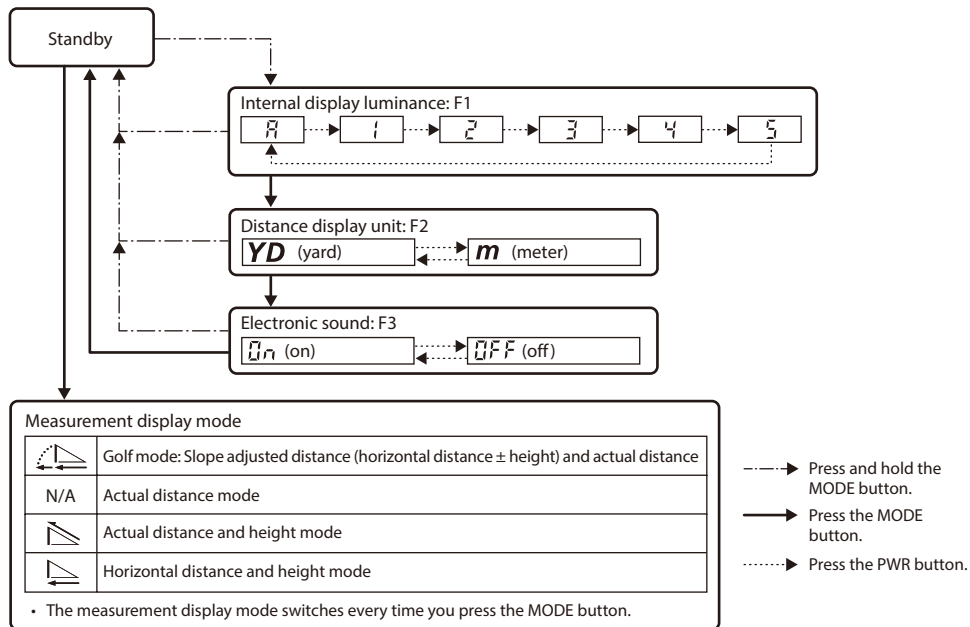 Standby
Internal display luminance: F1
A 1 2 3 4 5
Distance display unit: F2
YD (yard) m (meter)
Electronic sound: F3
On (on) OFF (off)
Measurement display mode
Golf mode: Slope adjusted distance (horizontal distance ± height) and actual distance
N/A Actual distance mode
Actual distance and height mode
Horizontal distance and height mode
• The measurement display mode switches every time you press the MODE button.
Press and hold the
MODE button.
Press the MODE
button.
Press the PWR button.